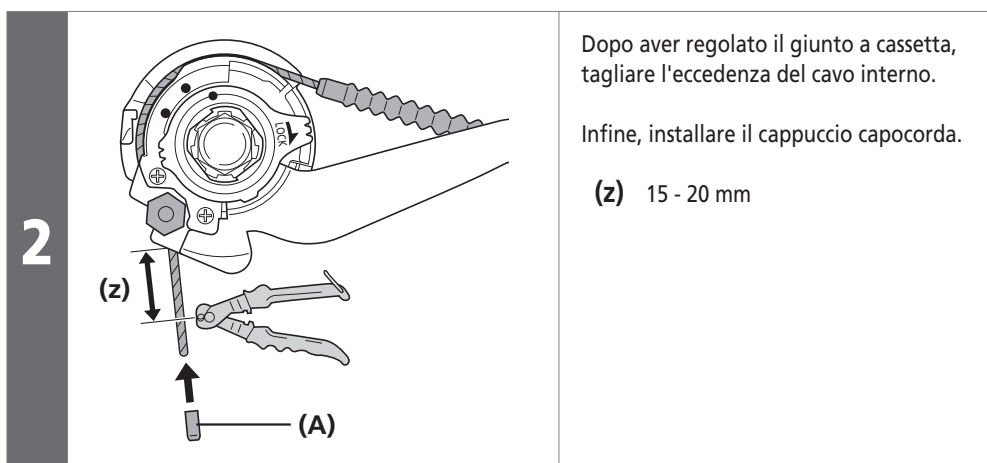 2
LOCK
(z)
(A)
Dopo aver regolato il giunto a cassetta,
tagliare l'eccedenza del cavo interno.
Infine, installare il cappuccio capocorda.
(z) 15 - 20 mm